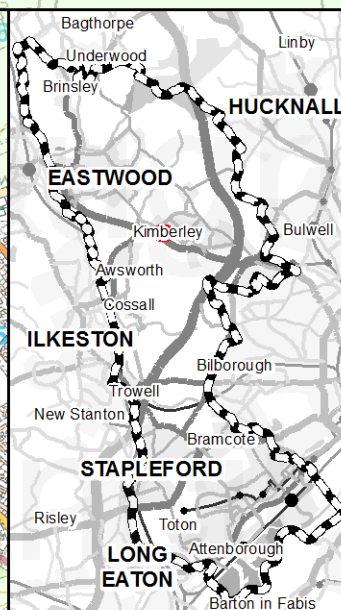 Bagthorpe
Linby
Underwood
Brinsley
HUCKNALL
EASTWOOD
Kimberley
Bulwell
Awsworth
Cossall
ILKESTON
Bilborough
Trowell
New Stanton
Bramcote
STAPLEFORD
Risley
Toton
Attenborough
LONG
EATON
Barton in Fabis